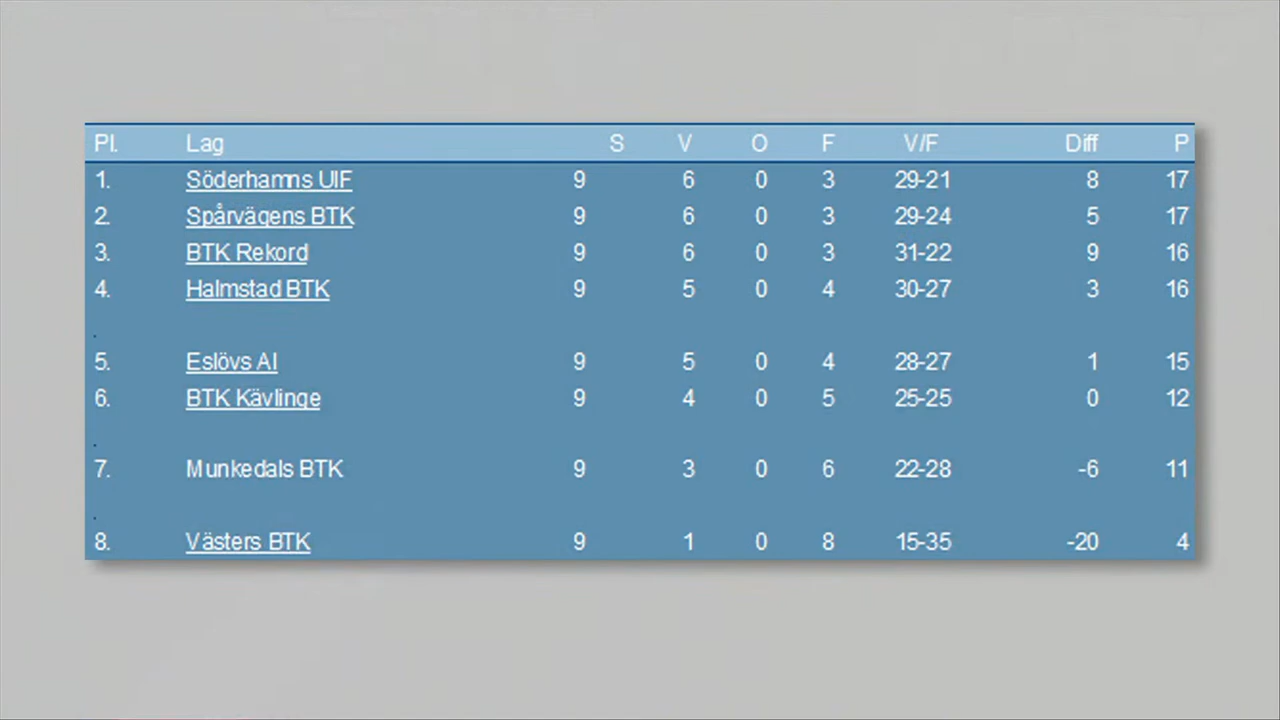 Pl. Lag S V O F V/F Diff P
1. Söderhamns UIF 9 6 0 3 29-21 8 17
2. Spårvägens BTK 9 6 0 3 29-24 5 17
3. BTK Rekord 9 6 0 3 31-22 9 16
4. Halmstad BTK 9 5 0 4 30-27 3 16
.
5. Eslövs AI 9 5 0 4 28-27 1 15
6. BTK Kävlinge 9 4 0 5 25-25 0 12
.
7. Munkedals BTK 9 3 0 6 22-28 -6 11
.
8. Västers BTK 9 1 0 8 15-35 -20 4